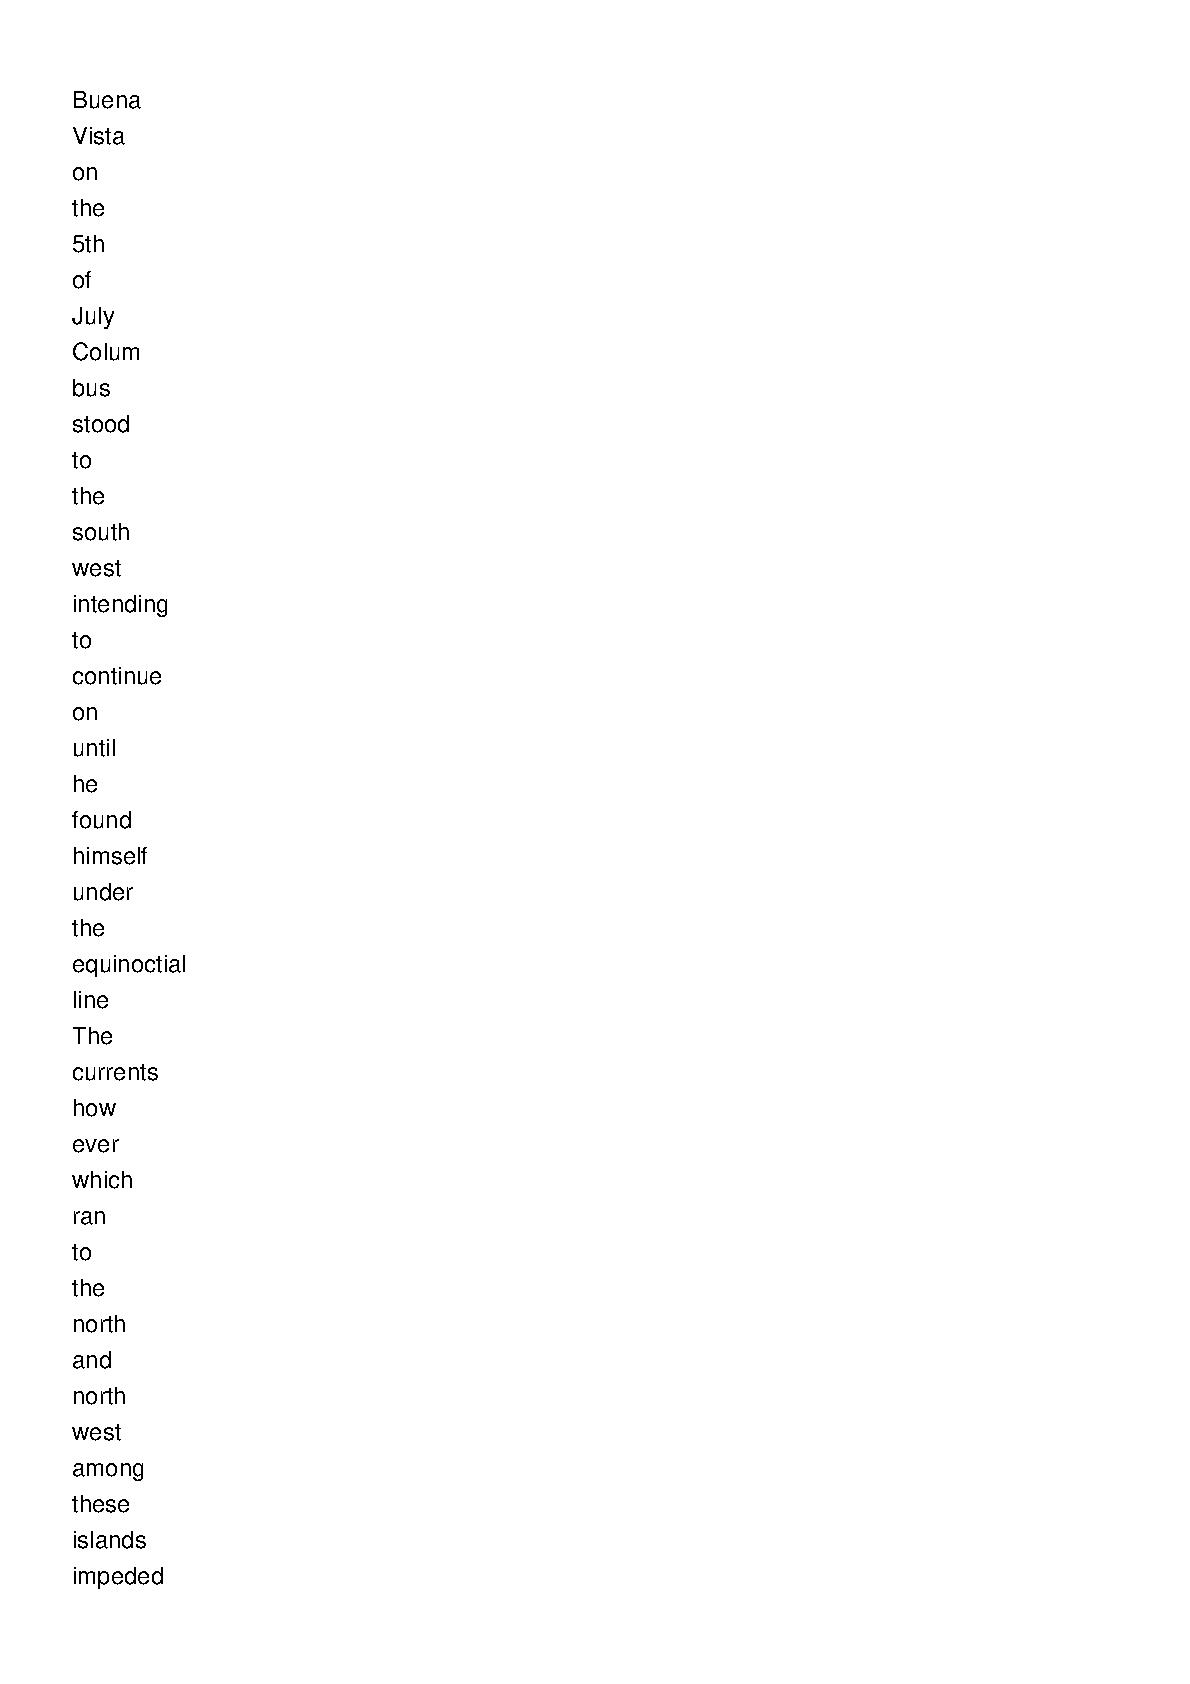 Buena
Vista
on
the
5th
of
July
Colum
bus
stood
to
the
south
west
intending
to
continue
on
until
he
found
himself
under
the
equinoctial
line
The
currents
how
ever
which
ran
to
the
north
and
north
west
among
these
islands
impeded